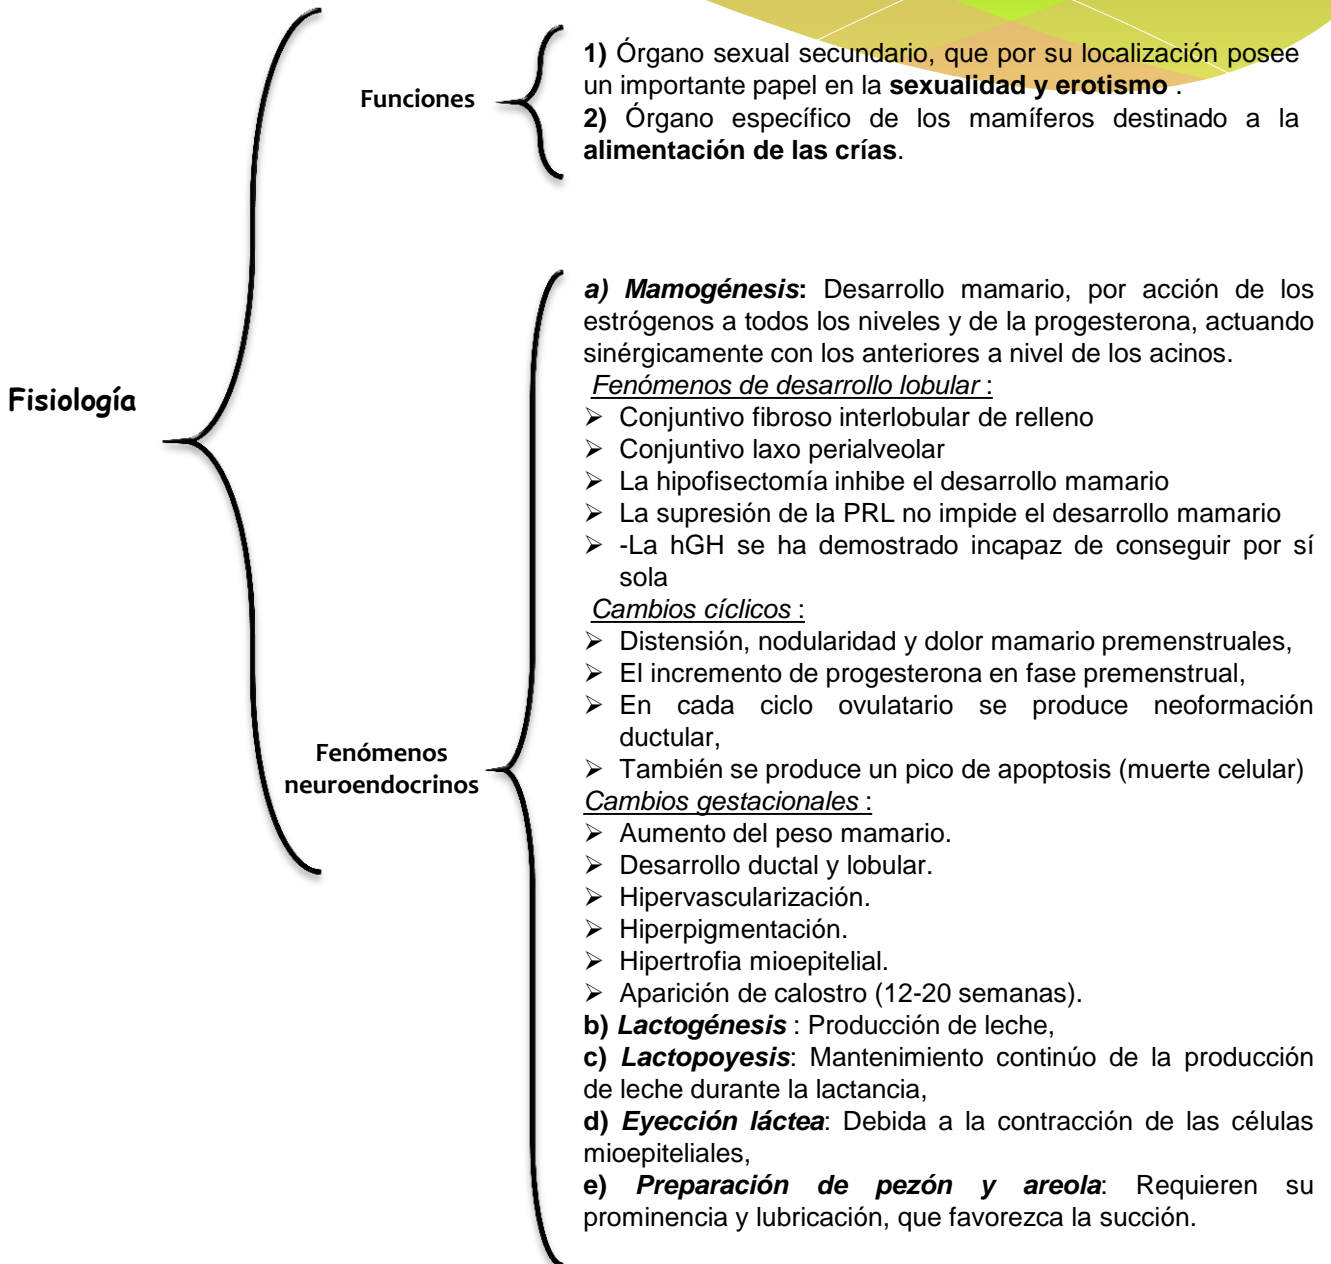 Fisiología
Funciones
1) Órgano sexual secundario, que por su localización posee
un importante papel en la sexualidad y erotismo .
2) Órgano específico de los mamíferos destinado a la
alimentación de las crías.
Fenómenos
neuroendocrinos
a) Mamogénesis: Desarrollo mamario, por acción de los
estrógenos a todos los niveles y de la progesterona, actuando
sinérgicamente con los anteriores a nivel de los acinos.
Fenómenos de desarrollo lobular :
➢ Conjuntivo fibroso interlobular de relleno
➢ Conjuntivo laxo perialveolar
➢ La hipofisectomía inhibe el desarrollo mamario
➢ La supresión de la PRL no impide el desarrollo mamario
➢ -La hGH se ha demostrado incapaz de conseguir por sí
sola
Cambios cíclicos :
➢ Distensión, nodularidad y dolor mamario premenstruales,
➢ El incremento de progesterona en fase premenstrual,
➢ En cada ciclo ovulatario se produce neoformación
ductular,
➢ También se produce un pico de apoptosis (muerte celular)
Cambios gestacionales :
➢ Aumento del peso mamario.
➢ Desarrollo ductal y lobular.
➢ Hipervascularización.
➢ Hiperpigmentación.
➢ Hipertrofia mioepitelial.
➢ Aparición de calostro (12-20 semanas).
b) Lactogénesis : Producción de leche,
c) Lactopoyesis: Mantenimiento continúo de la producción
de leche durante la lactancia,
d) Eyección láctea: Debida a la contracción de las células
mioepiteliales,
e) Preparación de pezón y areola: Requieren su
prominencia y lubricación, que favorezca la succión.